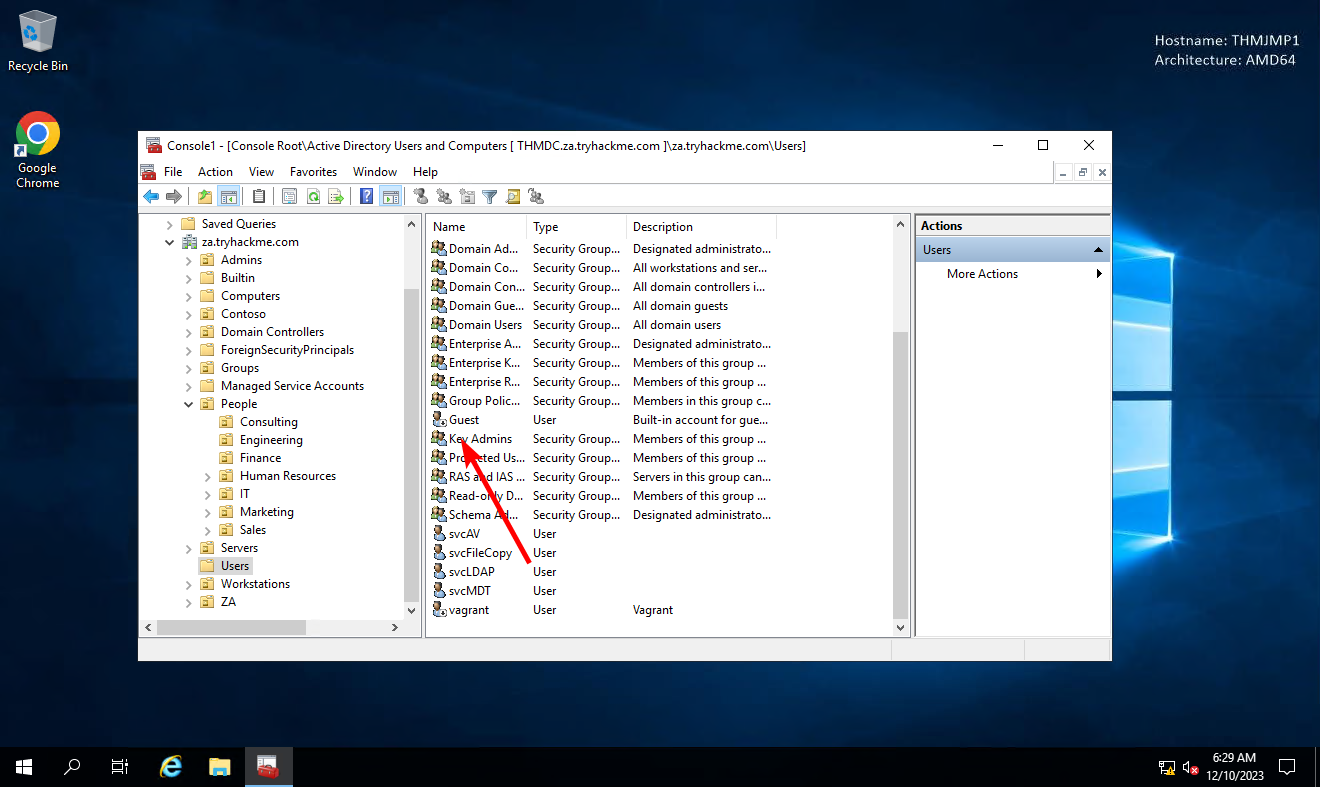 Recycle Bin
Google
Chrome
Hostname: THMJMP1
Architecture: AMD64
Console1 - [Console Root\Active Directory Users and Computers [ THMDC.za.tryhackme.com ]\za.tryhackme.com\Users]
File Action View Favorites Window Help
Saved Queries
za.tryhackme.com
Admins
Builtin
Computers
Contoso
Domain Controllers
ForeignSecurityPrincipals
Groups
Managed Service Accounts
People
Consulting
Engineering
Finance
Human Resources
IT
Marketing
Sales
Servers
Users
Workstations
ZA
Name Type Description
Domain Ad... Security Group... Designated administrato...
Domain Co... Security Group... All workstations and ser...
Domain Con... Security Group... All domain controllers i...
Domain Gue... Security Group... All domain guests
Domain Users Security Group... All domain users
Enterprise A... Security Group... Designated administrato...
Enterprise K... Security Group... Members of this group ...
Enterprise R... Security Group... Members of this group ...
Group Polic... Security Group... Members in this group c...
Guest User Built-in account for gue...
Key Admins Security Group... Members of this group ...
Protected Us... Security Group... Members of this group ...
RAS and IAS ... Security Group... Servers in this group can...
Read-only D... Security Group... Members of this group ...
Schema Ad... Security Group... Designated administrato...
svcAV User
svcFileCopy User
svcLDAP User
svcMDT User
vagrant User Vagrant
Actions
Users
More Actions
6:29 AM
12/10/2023